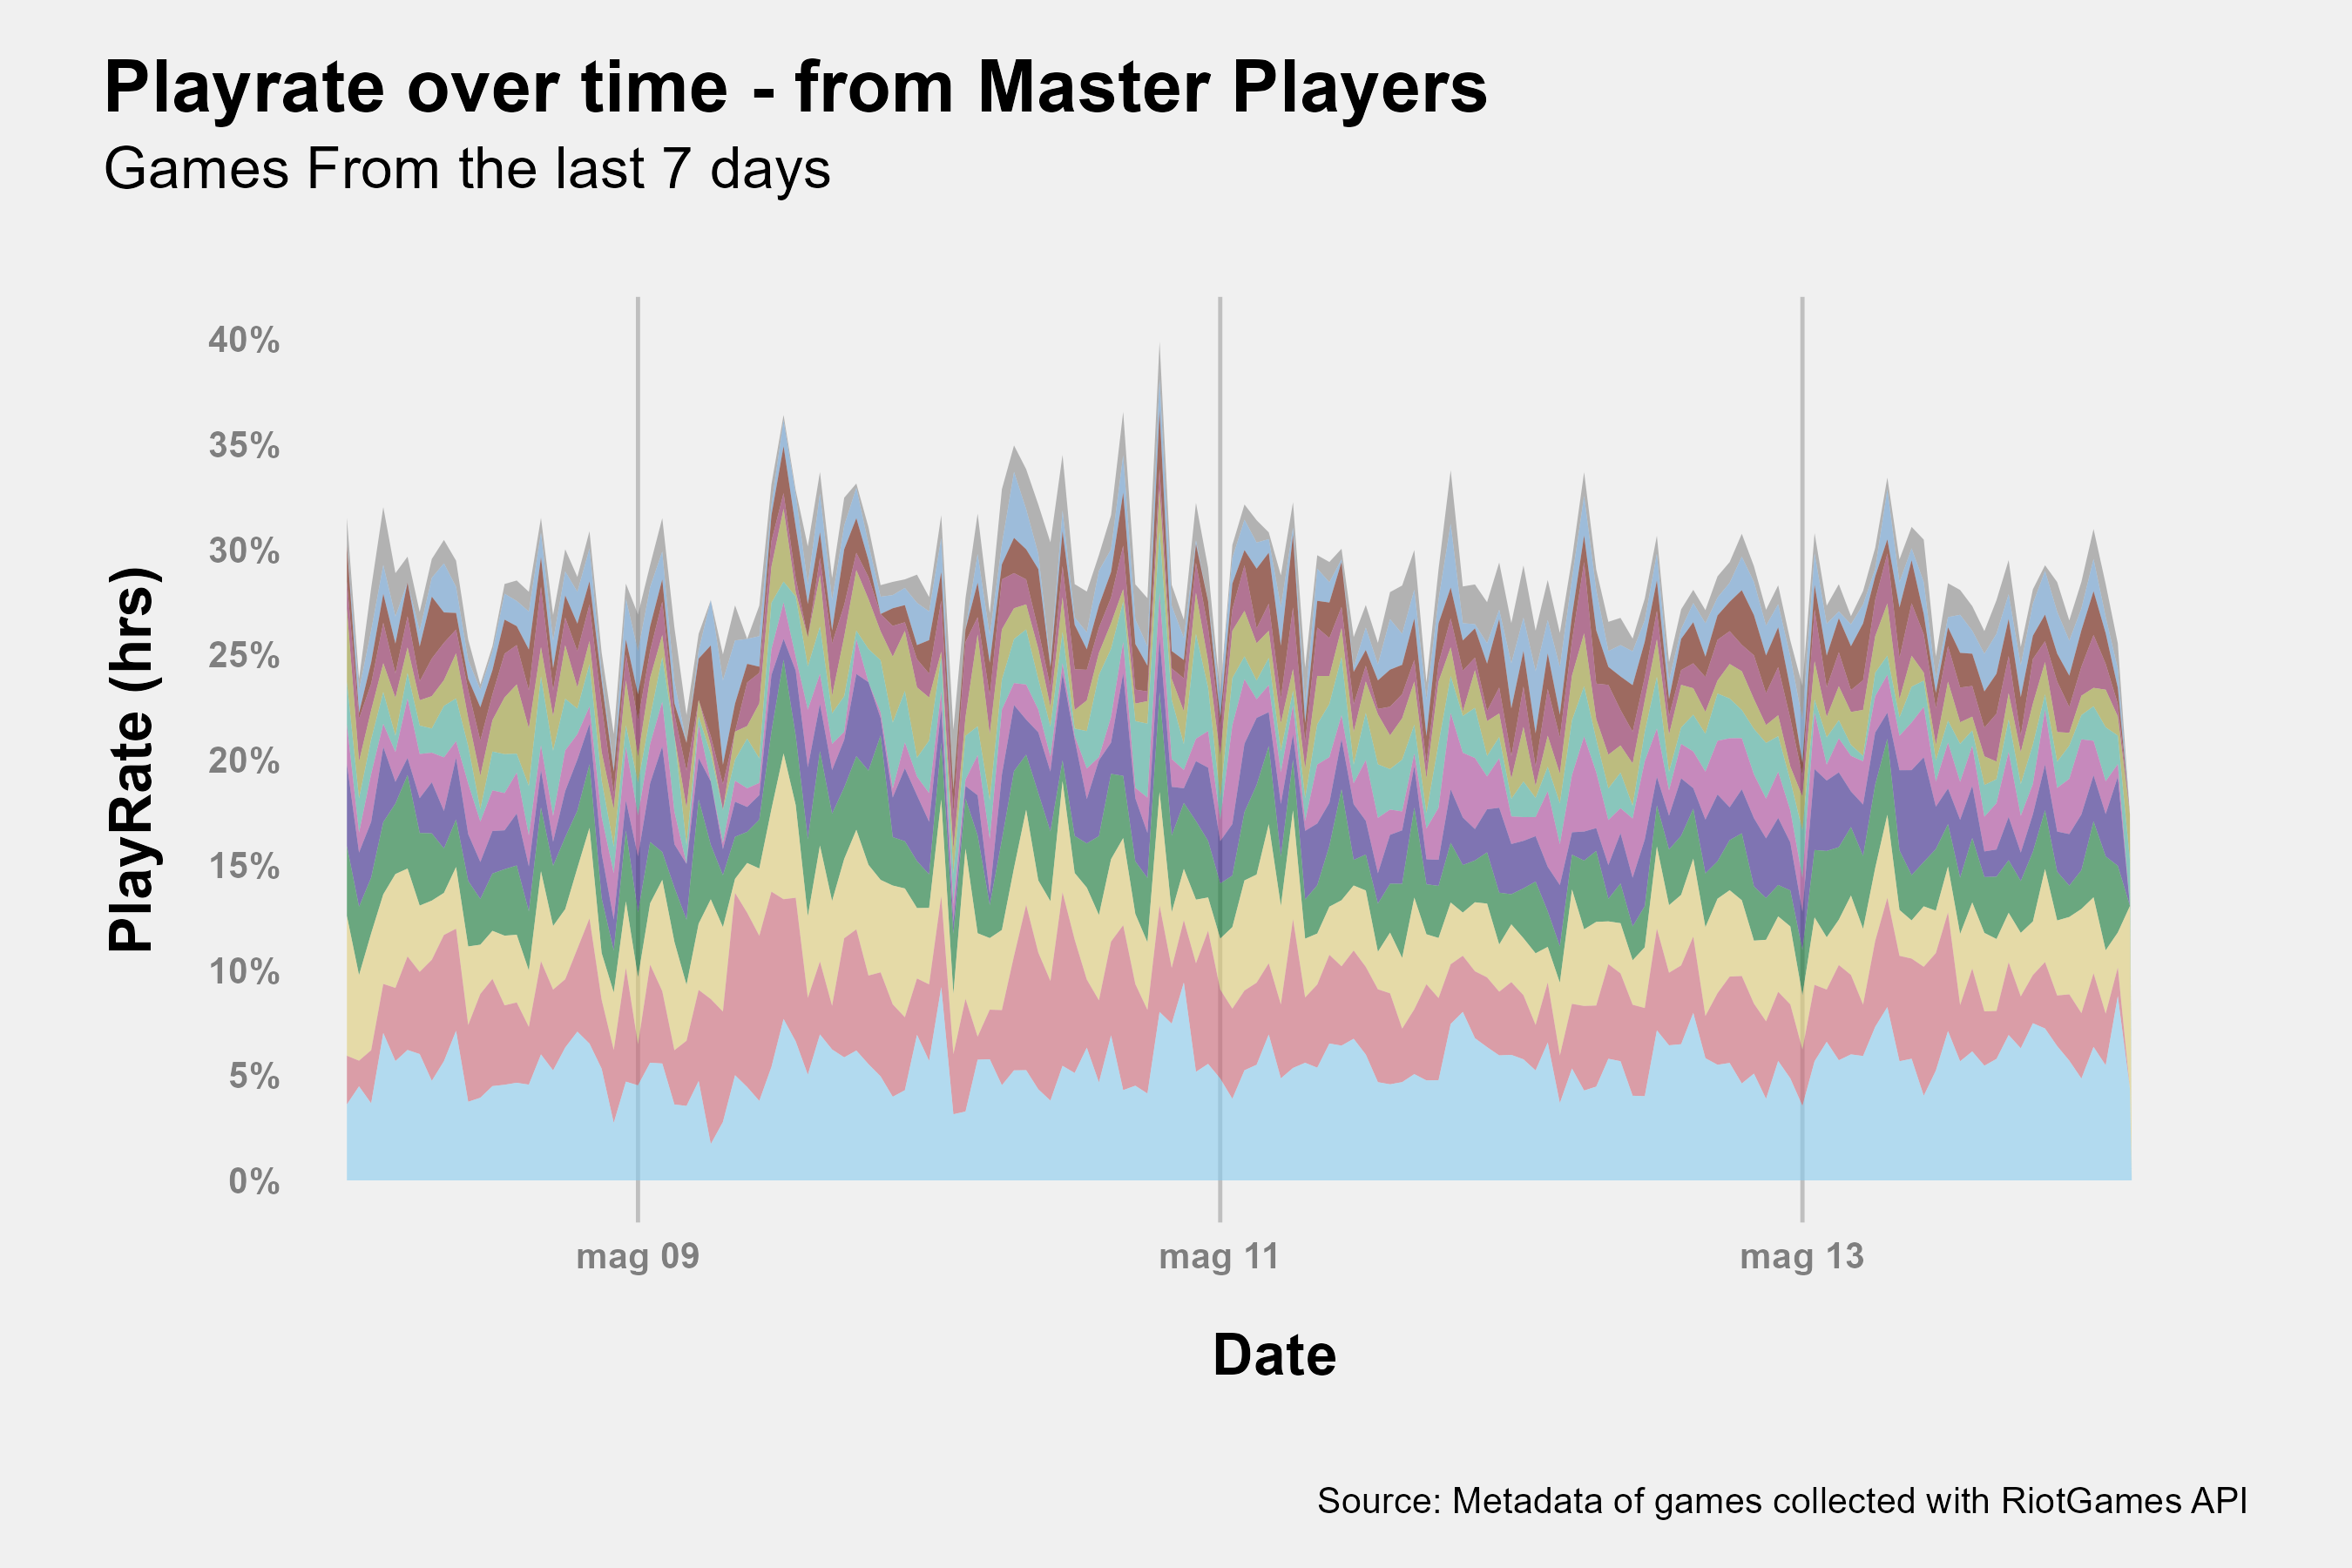 Playrate over time - from Master Players
Games From the last 7 days
PlayRate (hrs)
40%
35%
30%
25%
20%
15%
10%
5%
0%
mag 09
mag 11
mag 13
Date
Source: Metadata of games collected with RiotGames API